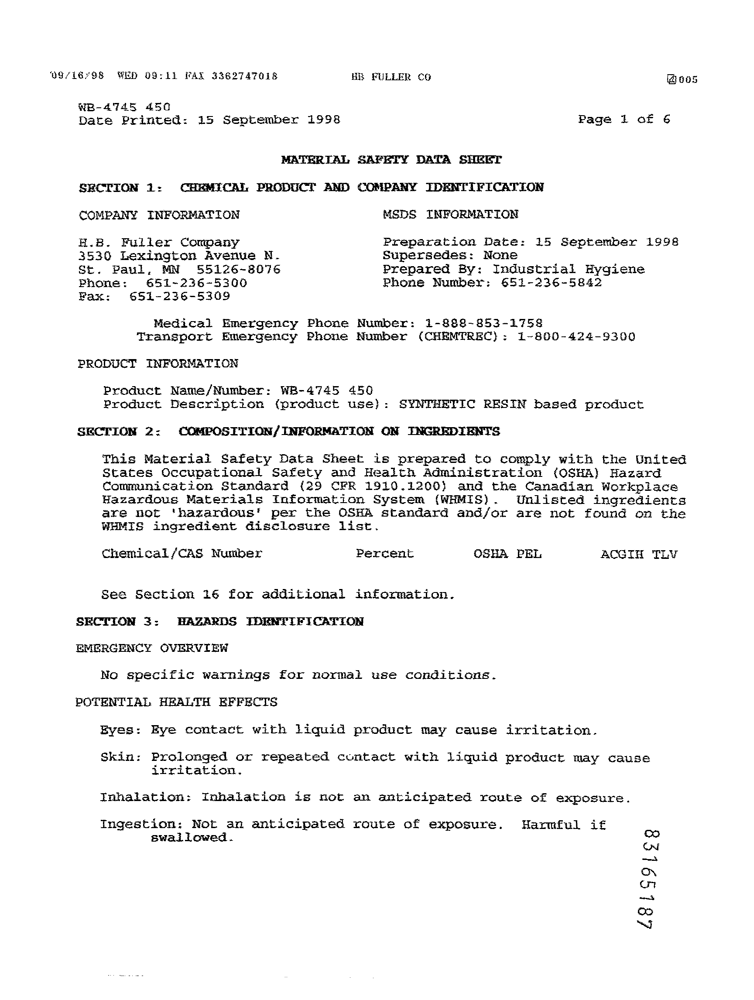 09/16/98 WED 09:11 FAX 3362747018 HB FULLER CO 005
WB-4745 450
Date Printed: 15 September 1998 Page 1 of 6
MATERIAL SAFETY DATA SHEET
SECTION 1: CHEMICAL PRODUCT AND COMPANY IDENTIFICATION
COMPANY INFORMATION MSDS INFORMATION
H.B. Fuller Company Preparation Date: 15 September 1998
3530 Lexington Avenue N. Supersedes: None
St. Paul, MN 55126-8076 Prepared By: Industrial Hygiene
Phone: 651-236-5300 Phone Number: 651-236-5842
Fax: 651-236-5309
Medical Emergency Phone Number: 1-888-853-1758
Transport Emergency Phone Number (CHEMTREC): 1-800-424-9300
PRODUCT INFORMATION
Product Name/Number: WB-4745 450
Product Description (product use): SYNTHETIC RESIN based product
SECTION 2: COMPOSITION/INFORMATION ON INGREDIENTS
This Material Safety Data Sheet is prepared to comply with the United
States Occupational Safety and Health Administration (OSHA) Hazard
Communication Standard (29 CFR 1910.1200) and the Canadian Workplace
Hazardous Materials Information System (WHMIS). Unlisted ingredients
are not 'hazardous' per the OSHA standard and/or are not found on the
WHMIS ingredient disclosure list.
Chemical/CAS Number Percent OSHA PEL ACGIH TLV
See Section 16 for additional information.
SECTION 3: HAZARDS IDENTIFICATION
EMERGENCY OVERVIEW
No specific warnings for normal use conditions.
POTENTIAL HEALTH EFFECTS
Eyes: Eye contact with liquid product may cause irritation.
Skin: Prolonged or repeated contact with liquid product may cause
irritation.
Inhalation: Inhalation is not an anticipated route of exposure.
Ingestion: Not an anticipated route of exposure. Harmful if
swallowed.
83165187